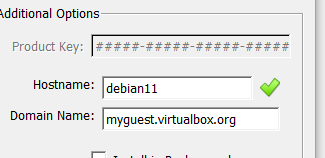 Additional Options
Product Key: #####-#####-#####-#####
Hostname: debian11
Domain Name: myguest.virtualbox.org